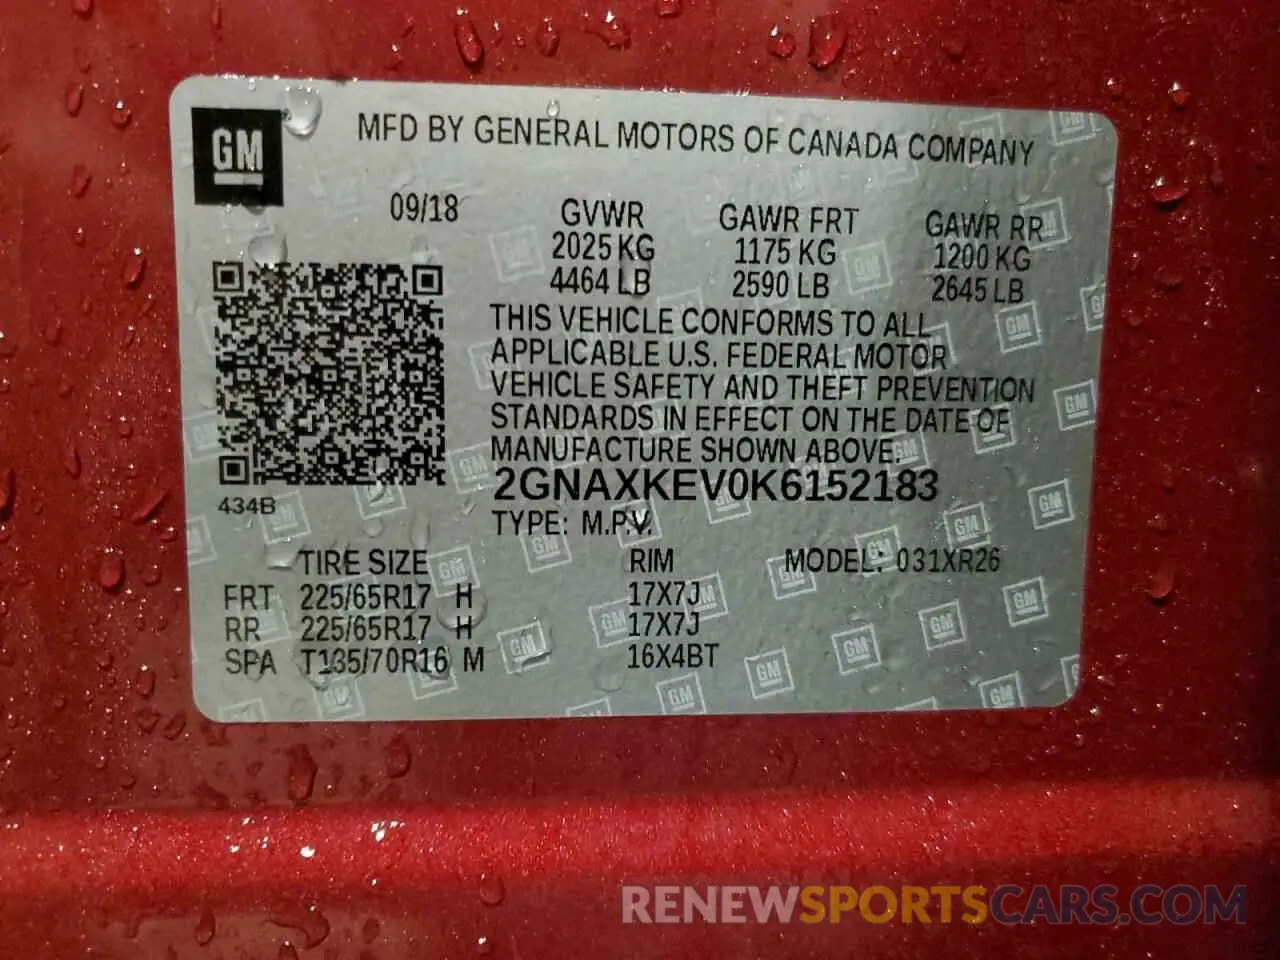 GM
MFD BY GENERAL MOTORS OF CANADA COMPANY
09/18
GVWR GAWR FRT GAWR RR
2025 KG 1175 KG 1200 KG
4464 LB 2590 LB 2645 LB
THIS VEHICLE CONFORMS TO ALL
APPLICABLE U.S. FEDERAL MOTOR
VEHICLE SAFETY AND THEFT PREVENTION
STANDARDS IN EFFECT ON THE DATE OF
MANUFACTURE SHOWN ABOVE.
2GNAXKEV0K6152183
434B
TYPE: M.P.V.
TIRE SIZE RIM MODEL: 031XR26
FRT 225/65R17 H 17X7J
RR 225/65R17 H 17X7J
SPA T135/70R16 M 16X4BT
RENEWSPORTSCARS.COM